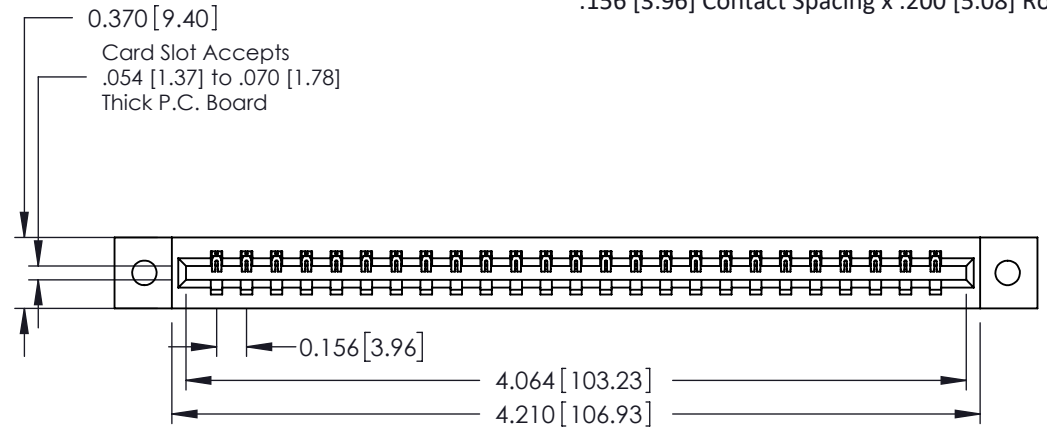 .156 [3.96] Contact Spacing x .200 [5.08]
0.370 [9.40]
Card Slot Accepts
.054 [1.37] to .070 [1.78]
Thick P.C. Board
0.156 [3.96]
4.064 [103.23]
4.210 [106.93]